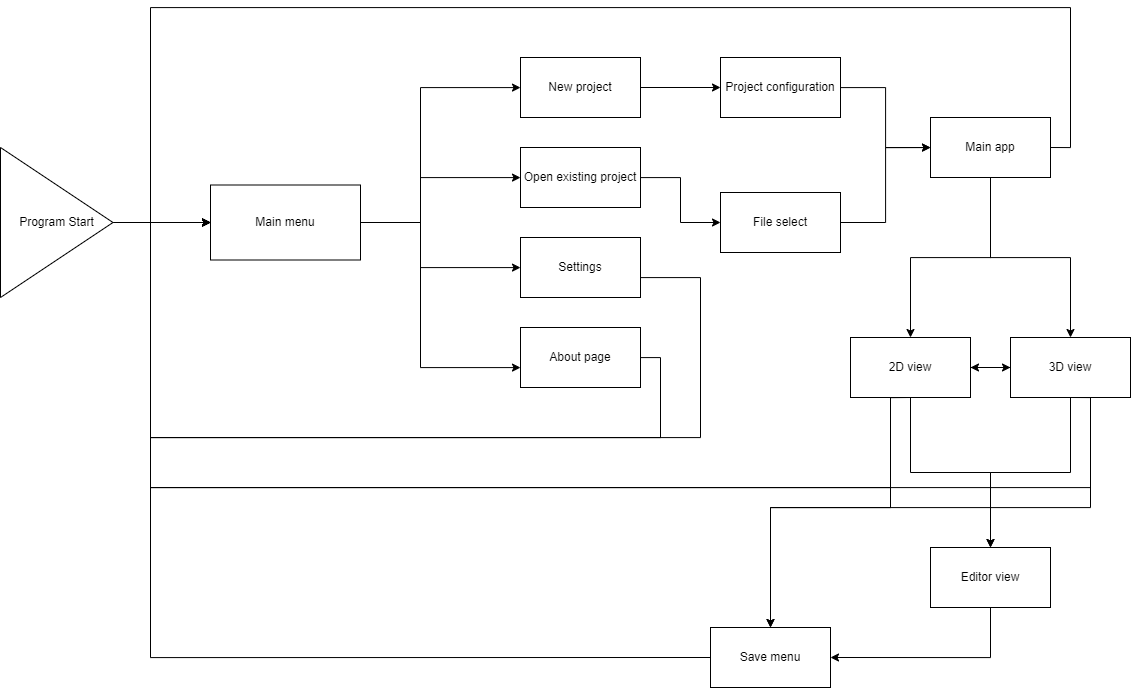 Program Start
Main menu
New project
Open existing project
Settings
About page
Project configuration
File select
Main app
2D view
3D view
Editor view
Save menu